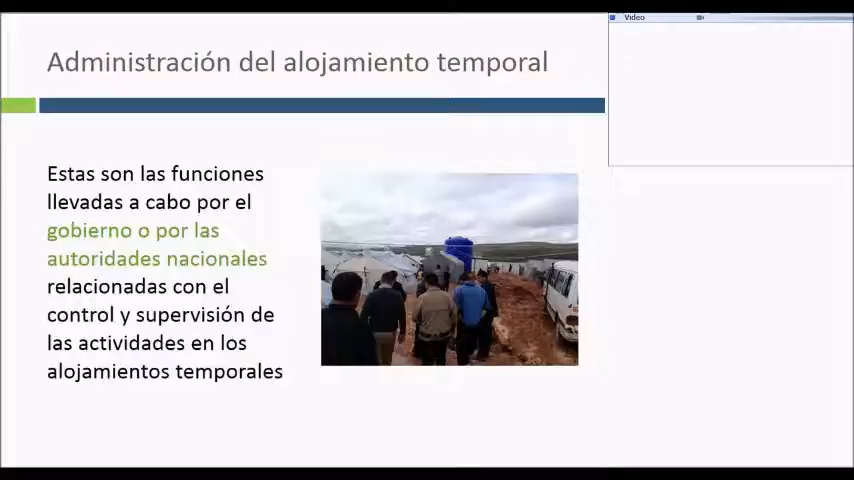 Administración del alojamiento temporal
Video
Estas son las funciones
llevadas a cabo por el
gobierno o por las
autoridades nacionales
relacionadas con el
control y supervisión de
las actividades en los
alojamientos temporales